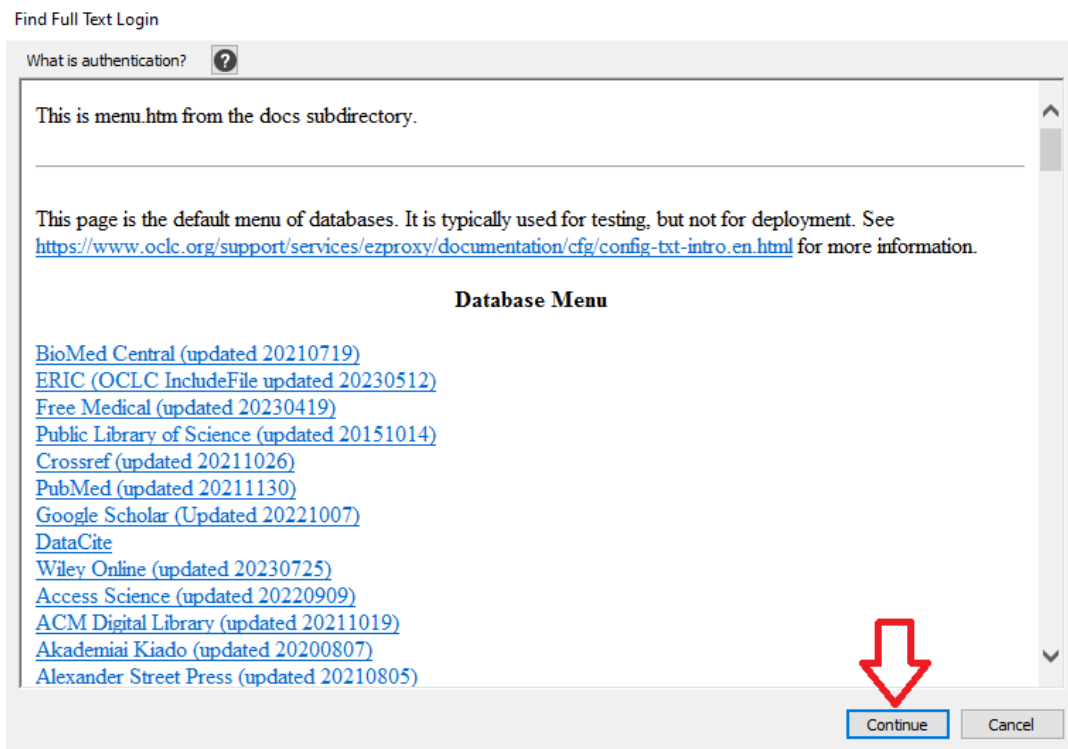 Find Full Text Login
What is authentication? ?
This is menu.htm from the docs subdirectory.
This page is the default menu of databases. It is typically used for testing, but not for deployment. See
https://www.oclc.org/support/services/ezproxy/documentation/cfg/config-txt-intro.en.html for more information.
Database Menu
BioMed Central (updated 20210719)
ERIC (OCLC IncludeFile updated 20230512)
Free Medical (updated 20230419)
Public Library of Science (updated 20151014)
Crossref (updated 20211026)
PubMed (updated 20211130)
Google Scholar (Updated 20221007)
DataCite
Wiley Online (updated 20230725)
Access Science (updated 20220909)
ACM Digital Library (updated 20211019)
Akademiai Kiado (updated 20200807)
Alexander Street Press (updated 20210805)
Continue Cancel